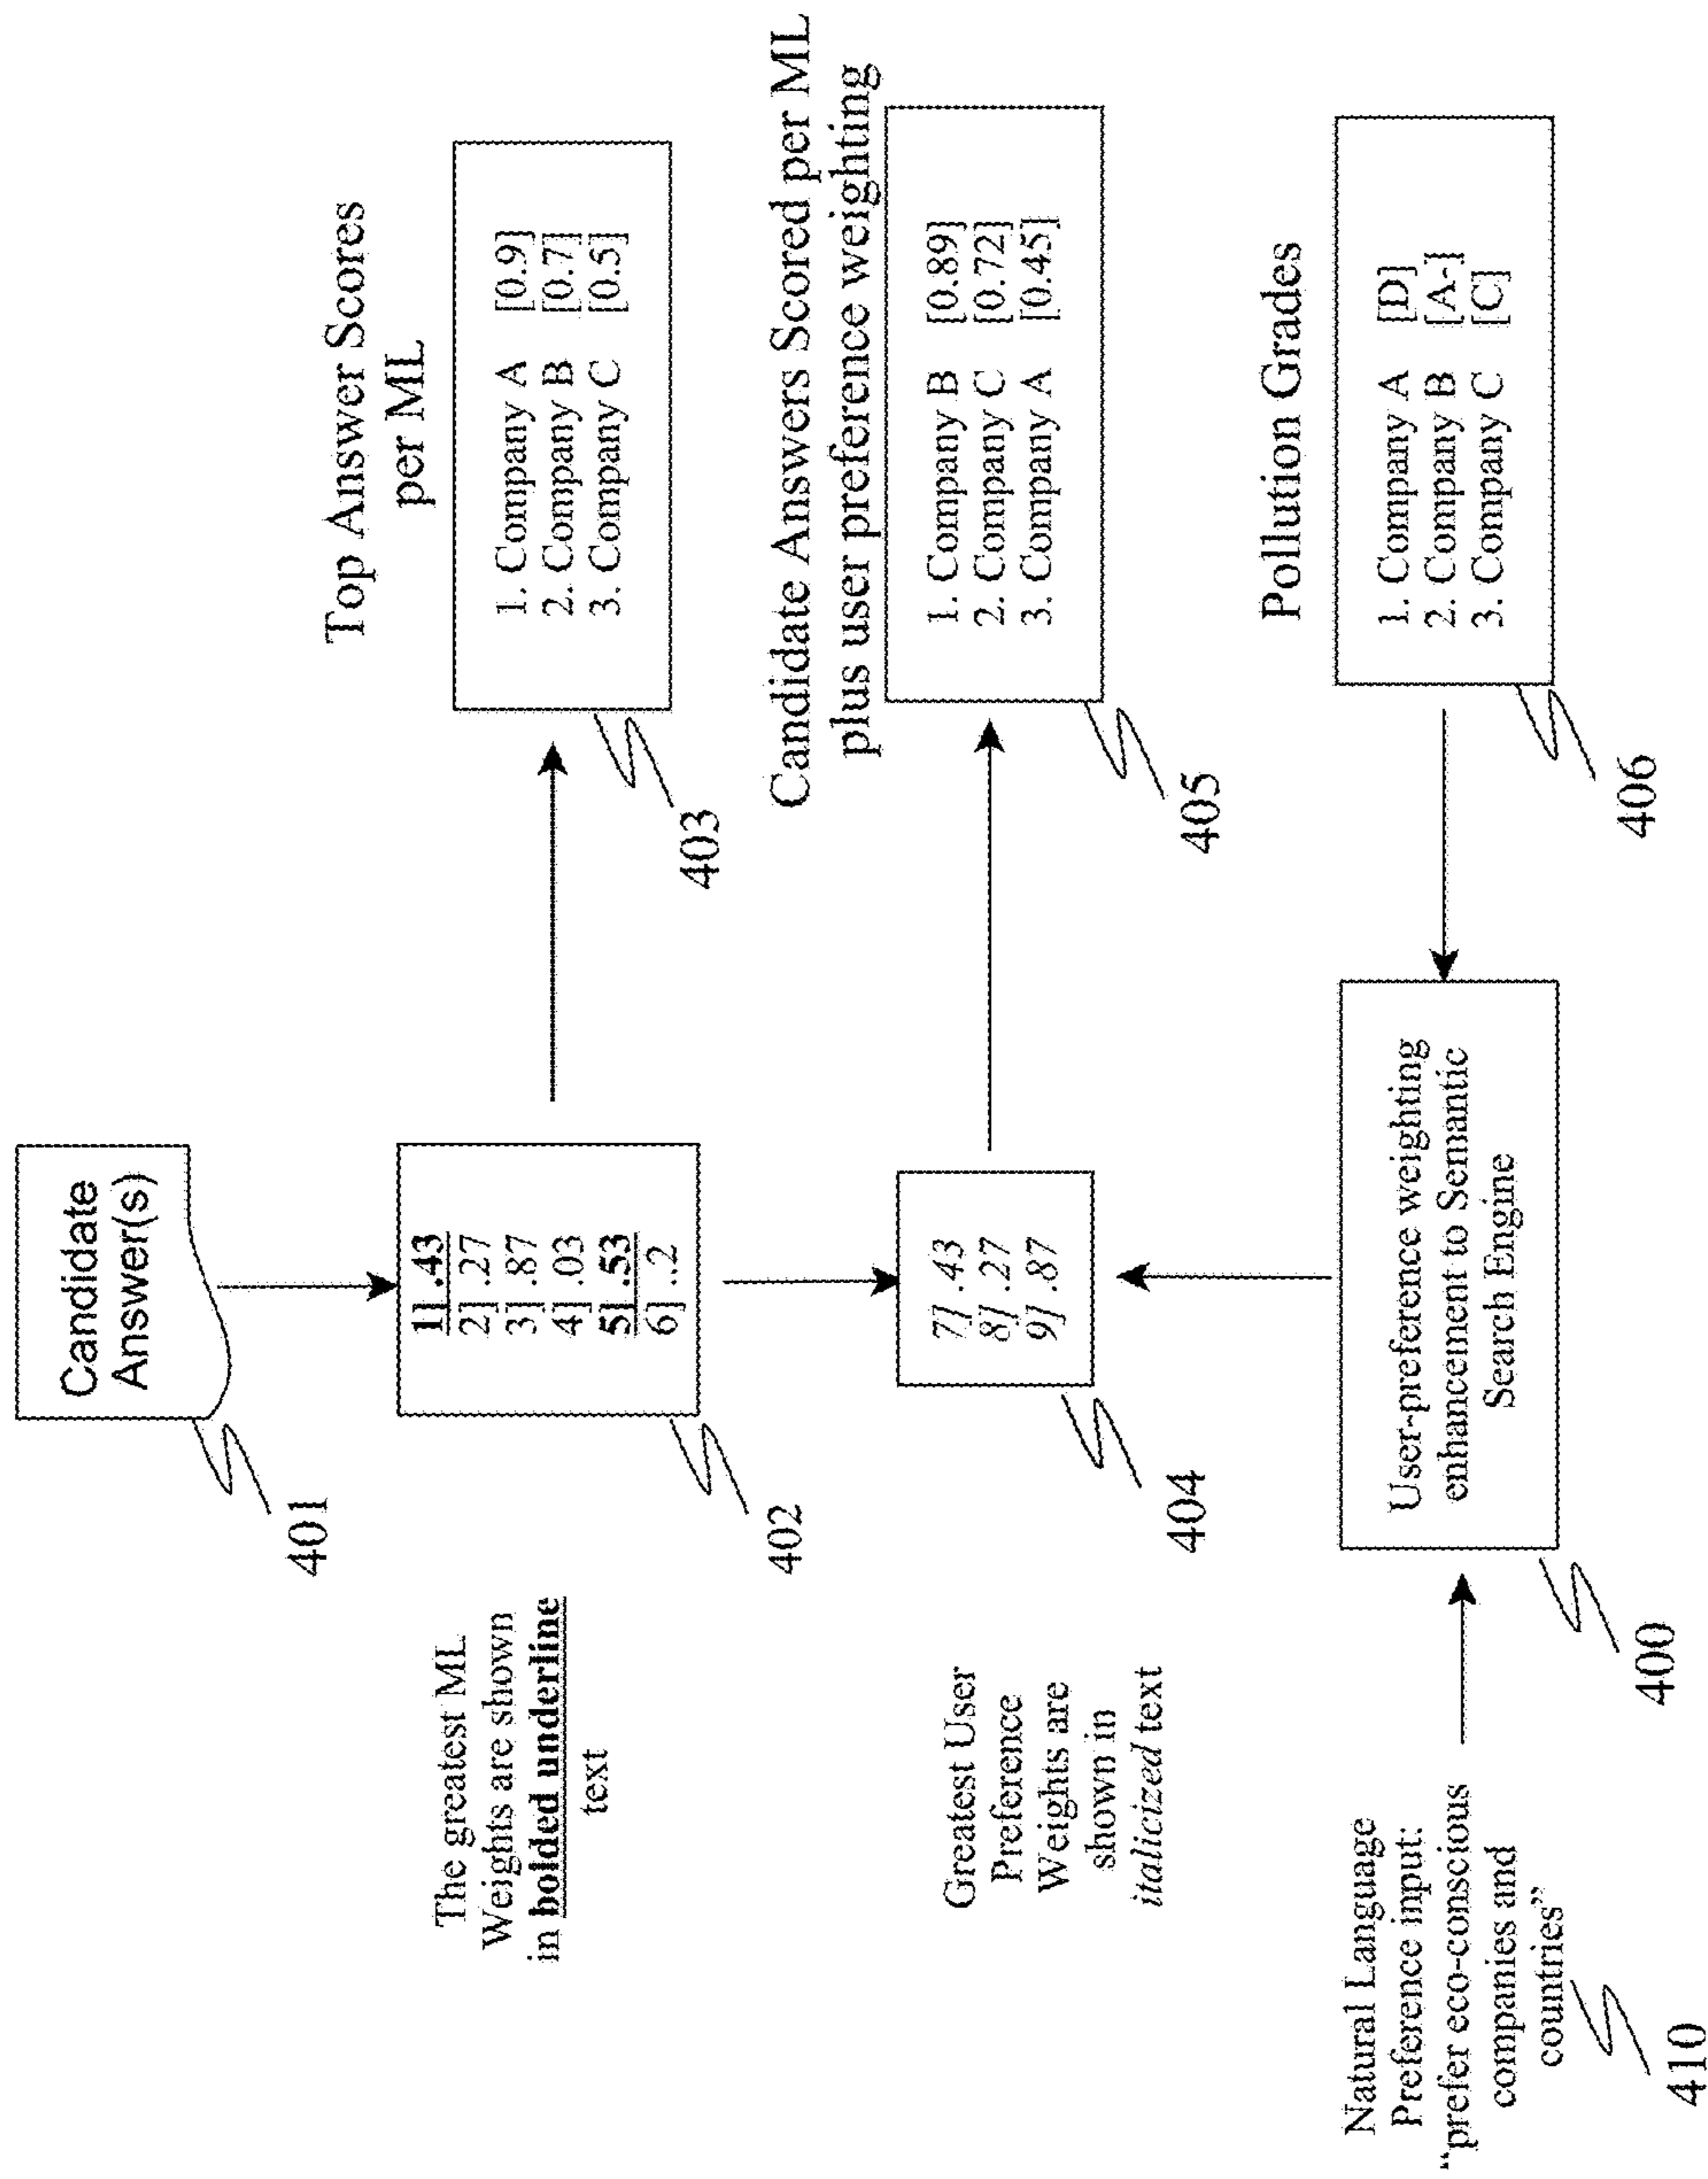 Candidate
Answer(s)
401
The greatest ML
Weights are shown
in bolded underline
text
1] .43
2] .27
3] .87
4] .03
5] .53
6] ..2
402
Top Answer Scores
per ML
1. Company A [0.9]
2. Company B [0.7]
3. Company C [0.5]
403
Greatest User
Preference
Weights are
shown in
italicized text
7] .43
8] .27
9] .87
404
Candidate Answers Scored per ML
plus user preference weighting
1. Company B [0.89]
2. Company C [0.72]
3. Company A [0.45]
405
Natural Language
Preference input:
“prefer eco-conscious
companies and
countries”
410
User-preference weighting
enhancement to Semantic
Search Engine
400
Pollution Grades
1. Company A [D]
2. Company B [A-]
3. Company C [C]
406